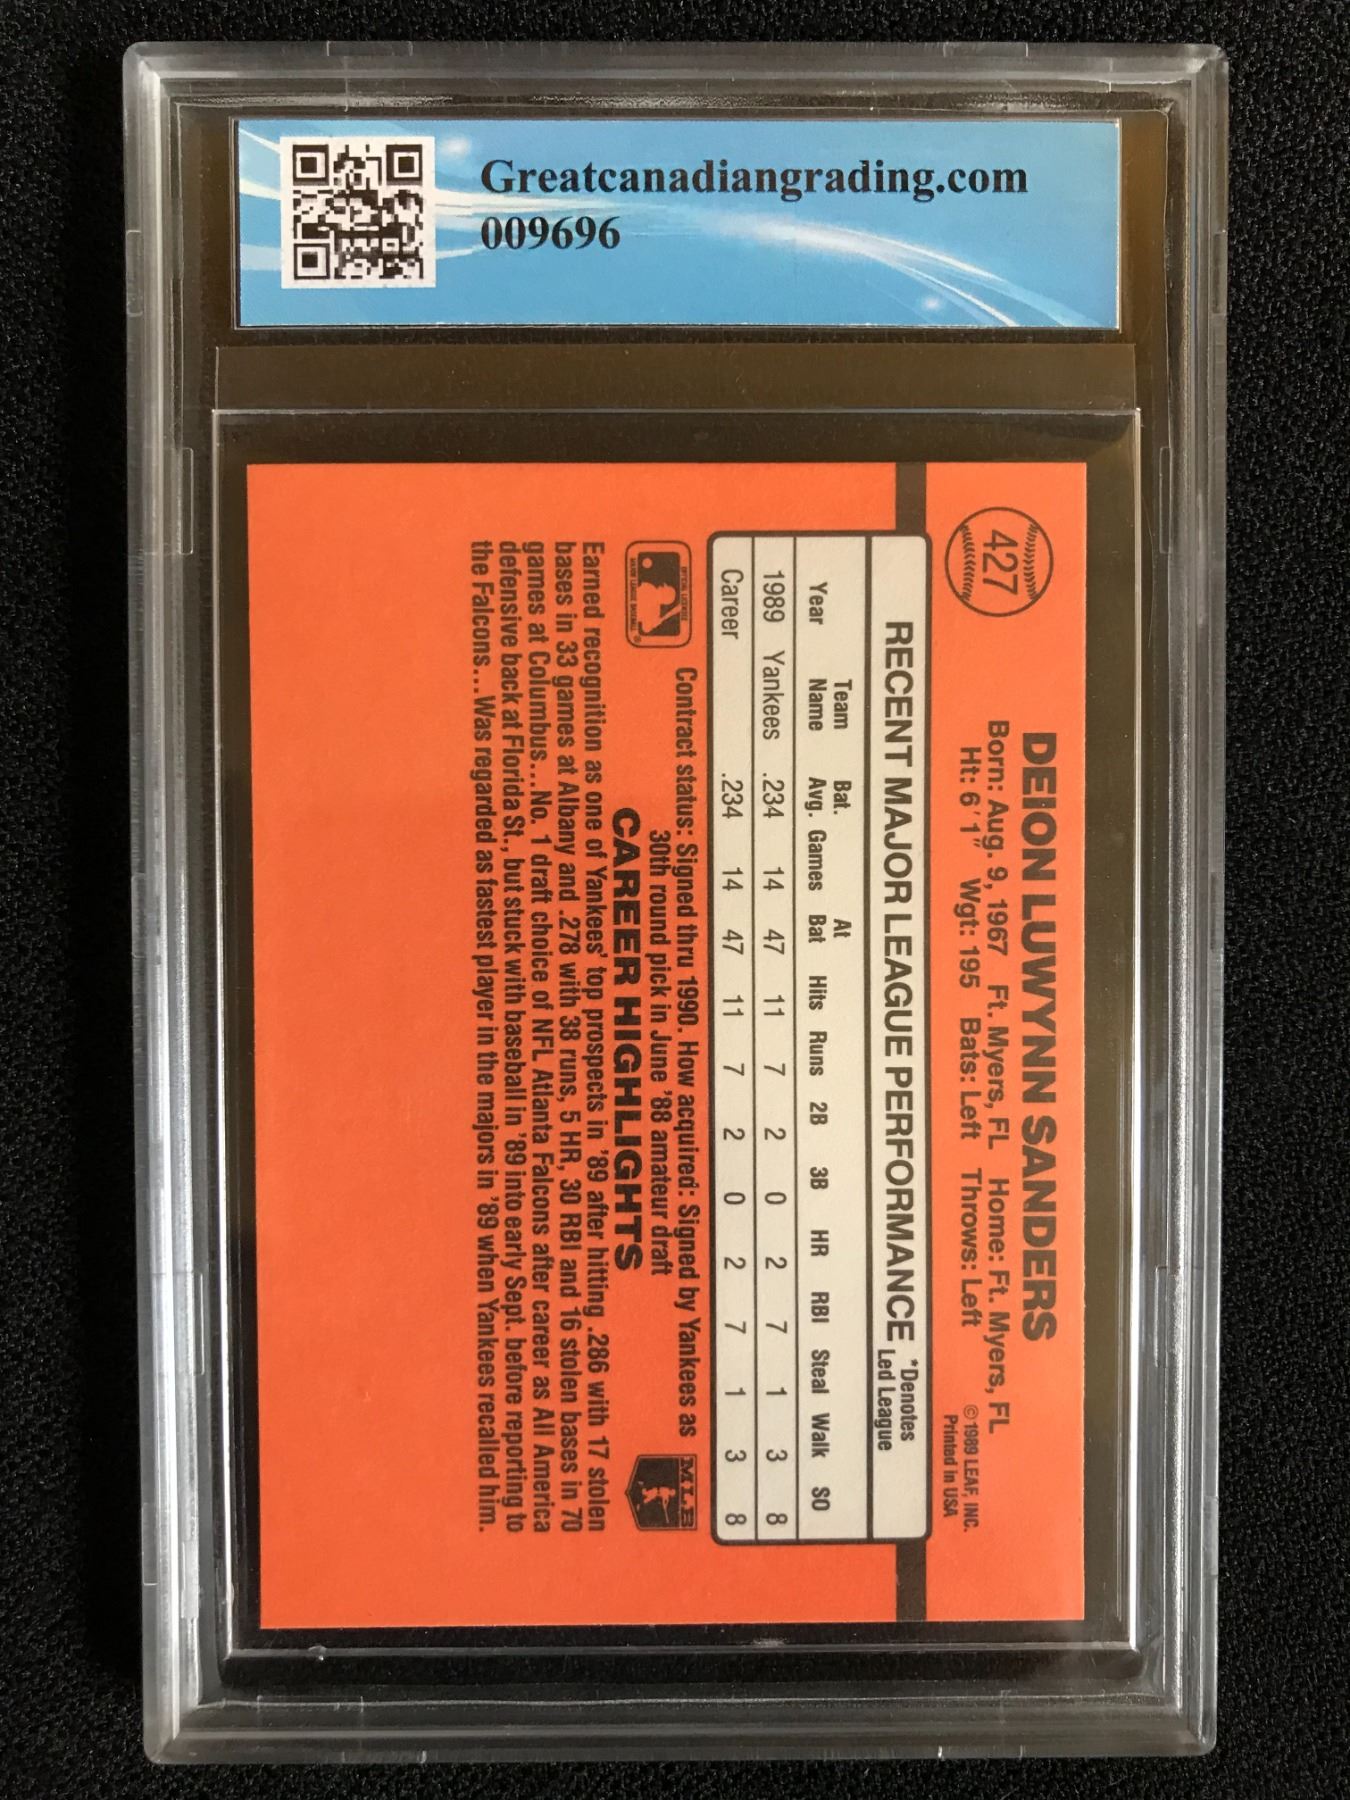 Greatcanadiangrading.com
009696
427
DEION LUWYNN SANDERS
Born: Aug. 9, 1967 Ft. Myers, FL Home: Ft. Myers, FL
Ht: 6'1" Wgt: 195 Bats: Left Throws: Left
© 1989 LEAF, INC.
Printed in USA
RECENT MAJOR LEAGUE PERFORMANCE *Denotes
Led League
Team Bat. At
Year Name Avg. Games Bat Hits Runs 2B 3B HR RBI Steal Walk SO
1989 Yankees .234 14 47 11 7 2 0 2 7 1 3 8
Career .234 14 47 11 7 2 0 2 7 1 3 8
OFFICIAL LICENSEE
MAJOR LEAGUE BASEBALL®
Contract status: Signed thru 1990. How acquired: Signed by Yankees as
30th round pick in June '88 amateur draft
MLB
CAREER HIGHLIGHTS
Earned recognition as one of Yankees' top prospects in '89 after hitting .286 with 17 stolen
bases in 33 games at Albany and .278 with 38 runs, 5 HR, 30 RBI and 16 stolen bases in 70
games at Columbus...No. 1 draft choice of NFL Atlanta Falcons after career as All America
defensive back at Florida St., but stuck with baseball in '89 into early Sept. before reporting to
the Falcons...Was regarded as fastest player in the majors in '89 when Yankees recalled him.